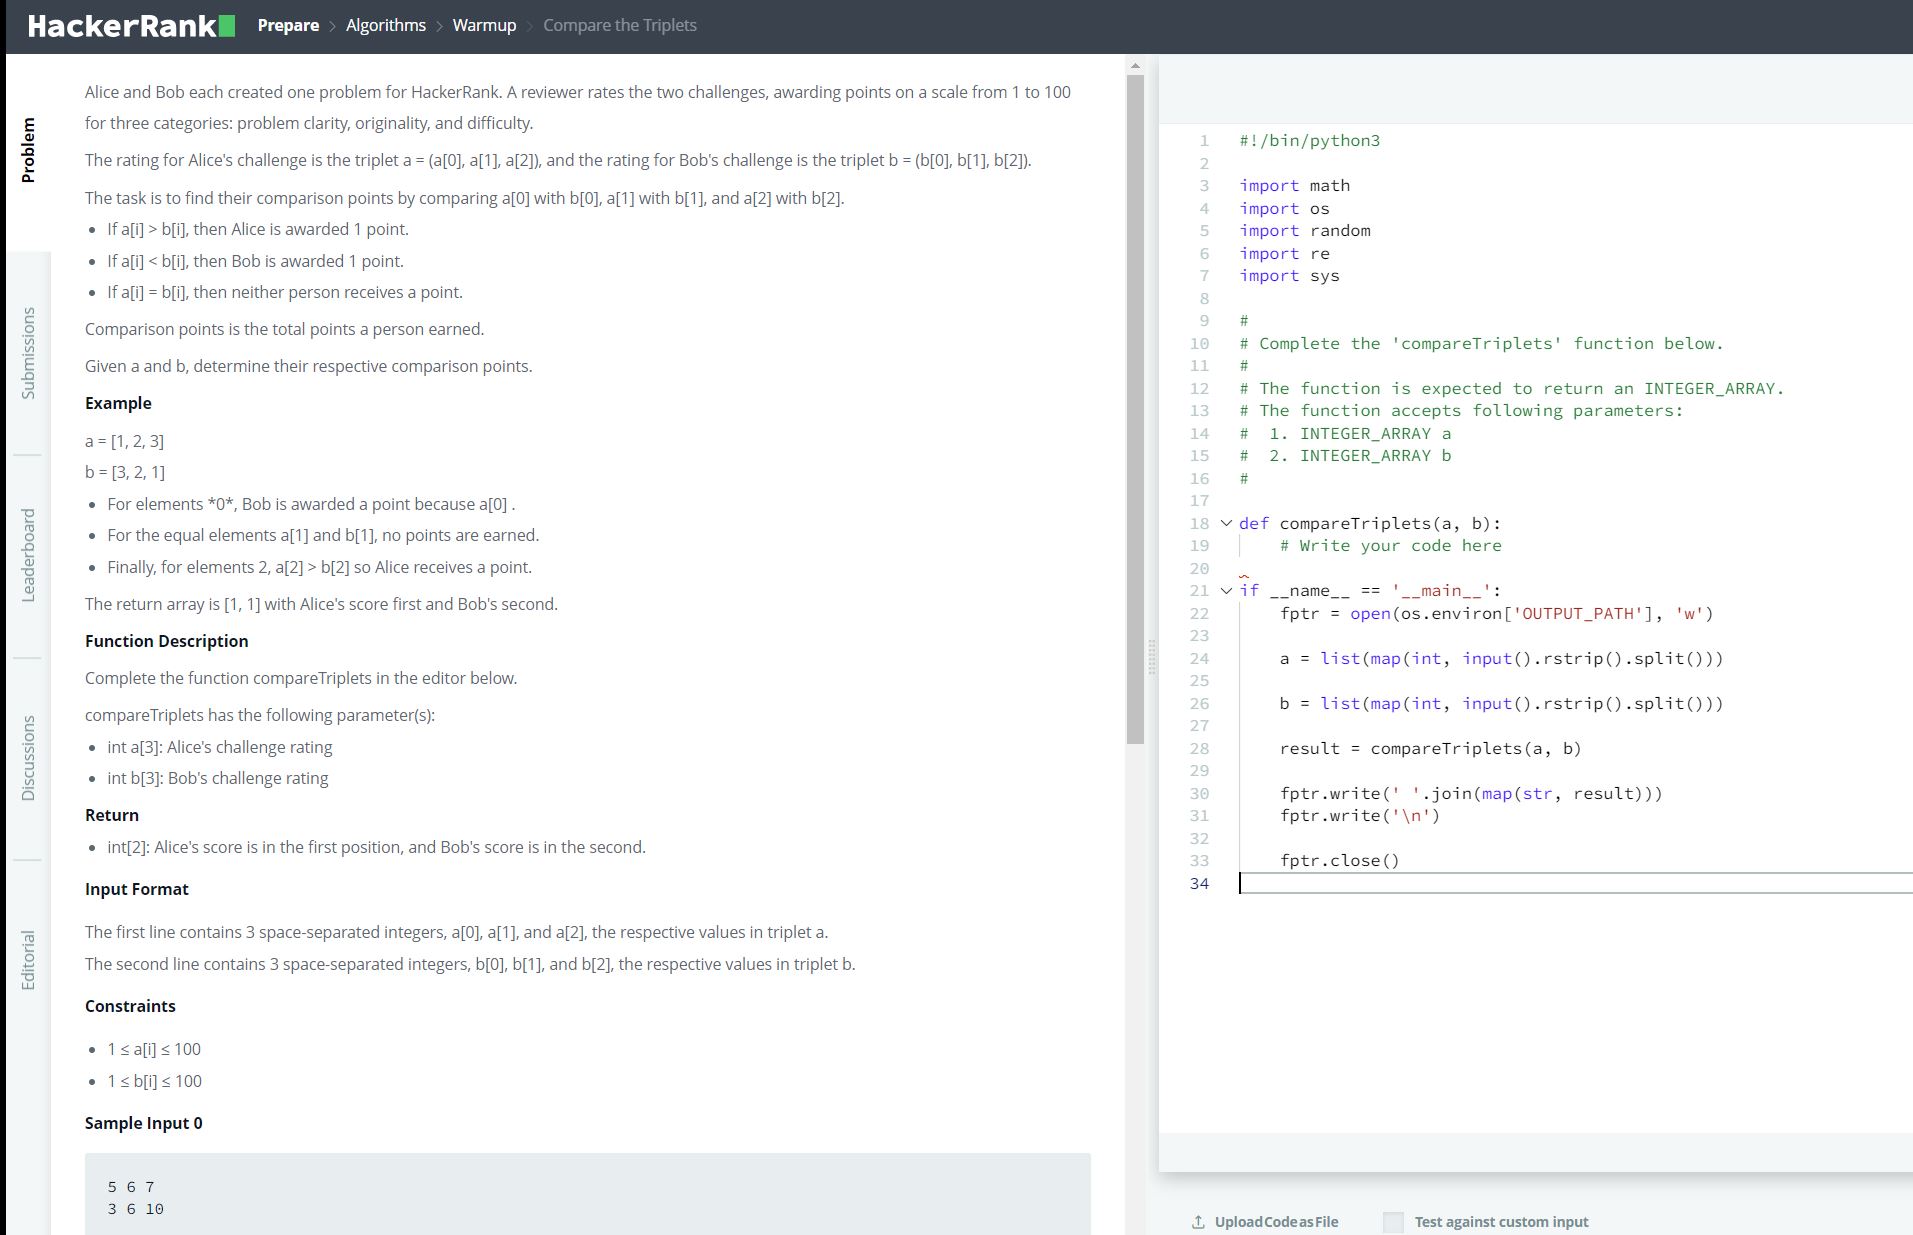 HackerRank Prepare > Algorithms > Warmup > Compare the Triplets
Problem
Submissions
Leaderboard
Discussions
Editorial
Alice and Bob each created one problem for HackerRank. A reviewer rates the two challenges, awarding points on a scale from 1 to 100
for three categories: problem clarity, originality, and difficulty.
The rating for Alice's challenge is the triplet a = (a[0], a[1], a[2]), and the rating for Bob's challenge is the triplet b = (b[0], b[1], b[2]).
The task is to find their comparison points by comparing a[0] with b[0], a[1] with b[1], and a[2] with b[2].
• If a[i] > b[i], then Alice is awarded 1 point.
• If a[i] < b[i], then Bob is awarded 1 point.
• If a[i] = b[i], then neither person receives a point.
Comparison points is the total points a person earned.
Given a and b, determine their respective comparison points.
Example
a = [1, 2, 3]
b = [3, 2, 1]
• For elements *0*, Bob is awarded a point because a[0] .
• For the equal elements a[1] and b[1], no points are earned.
• Finally, for elements 2, a[2] > b[2] so Alice receives a point.
The return array is [1, 1] with Alice's score first and Bob's second.
Function Description
Complete the function compareTriplets in the editor below.
compareTriplets has the following parameter(s):
• int a[3]: Alice's challenge rating
• int b[3]: Bob's challenge rating
Return
• int[2]: Alice's score is in the first position, and Bob's score is in the second.
Input Format
The first line contains 3 space-separated integers, a[0], a[1], and a[2], the respective values in triplet a.
The second line contains 3 space-separated integers, b[0], b[1], and b[2], the respective values in triplet b.
Constraints
• 1 ≤ a[i] ≤ 100
• 1 ≤ b[i] ≤ 100
Sample Input 0
5 6 7
3 6 10
1 #!/bin/python3
2
3 import math
4 import os
5 import random
6 import re
7 import sys
8
9 #
10 # Complete the 'compareTriplets' function below.
11 #
12 # The function is expected to return an INTEGER_ARRAY.
13 # The function accepts following parameters:
14 #  1. INTEGER_ARRAY a
15 #  2. INTEGER_ARRAY b
16 #
17
18 def compareTriplets(a, b):
19     # Write your code here
20
21 if __name__ == '__main__':
22     fptr = open(os.environ['OUTPUT_PATH'], 'w')
23
24     a = list(map(int, input().rstrip().split()))
25
26     b = list(map(int, input().rstrip().split()))
27
28     result = compareTriplets(a, b)
29
30     fptr.write(' '.join(map(str, result)))
31     fptr.write('\n')
32
33     fptr.close()
34
Upload Code as File
Test against custom input